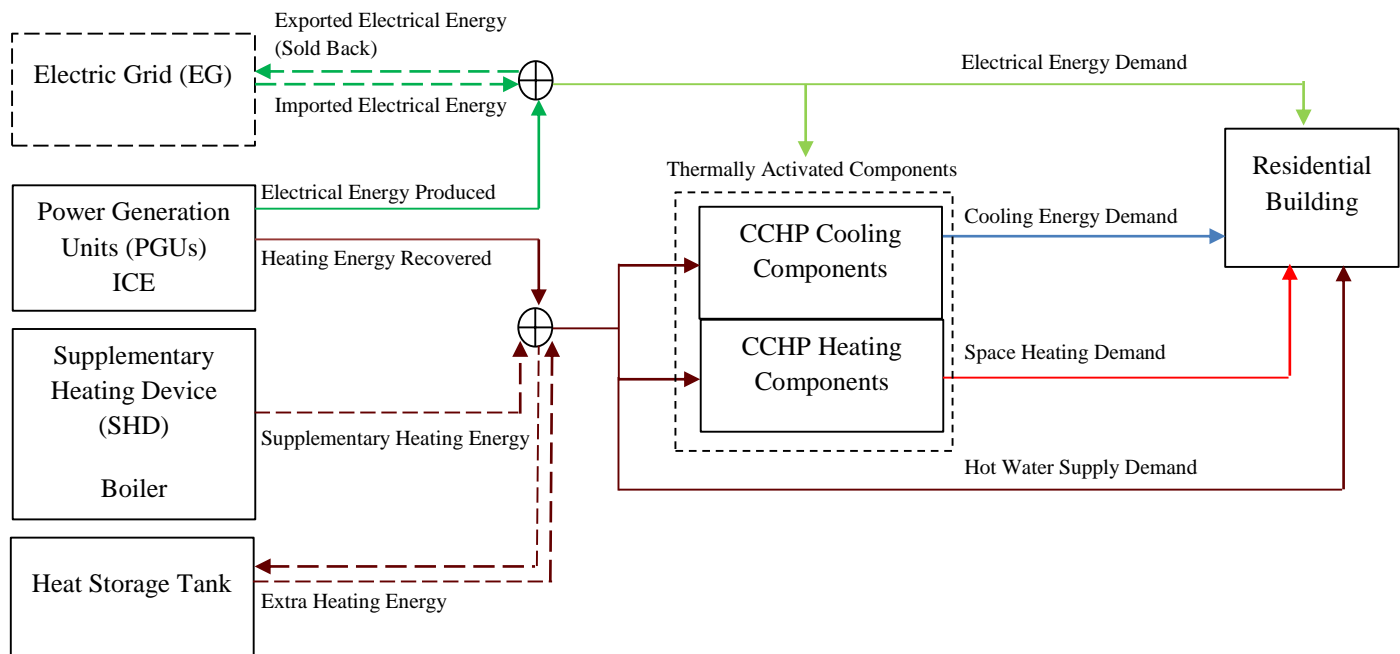 Exported Electrical Energy
(Sold Back)
Electric Grid (EG)
Imported Electrical Energy
Electrical Energy Demand
Residential
Building
Thermally Activated Components
Power Generation
Units (PGUs)
ICE
Electrical Energy Produced
Heating Energy Recovered
CCHP Cooling
Components
Cooling Energy Demand
CCHP Heating
Components
Space Heating Demand
Supplementary
Heating Device
(SHD)
Boiler
Supplementary Heating Energy
Hot Water Supply Demand
Heat Storage Tank
Extra Heating Energy